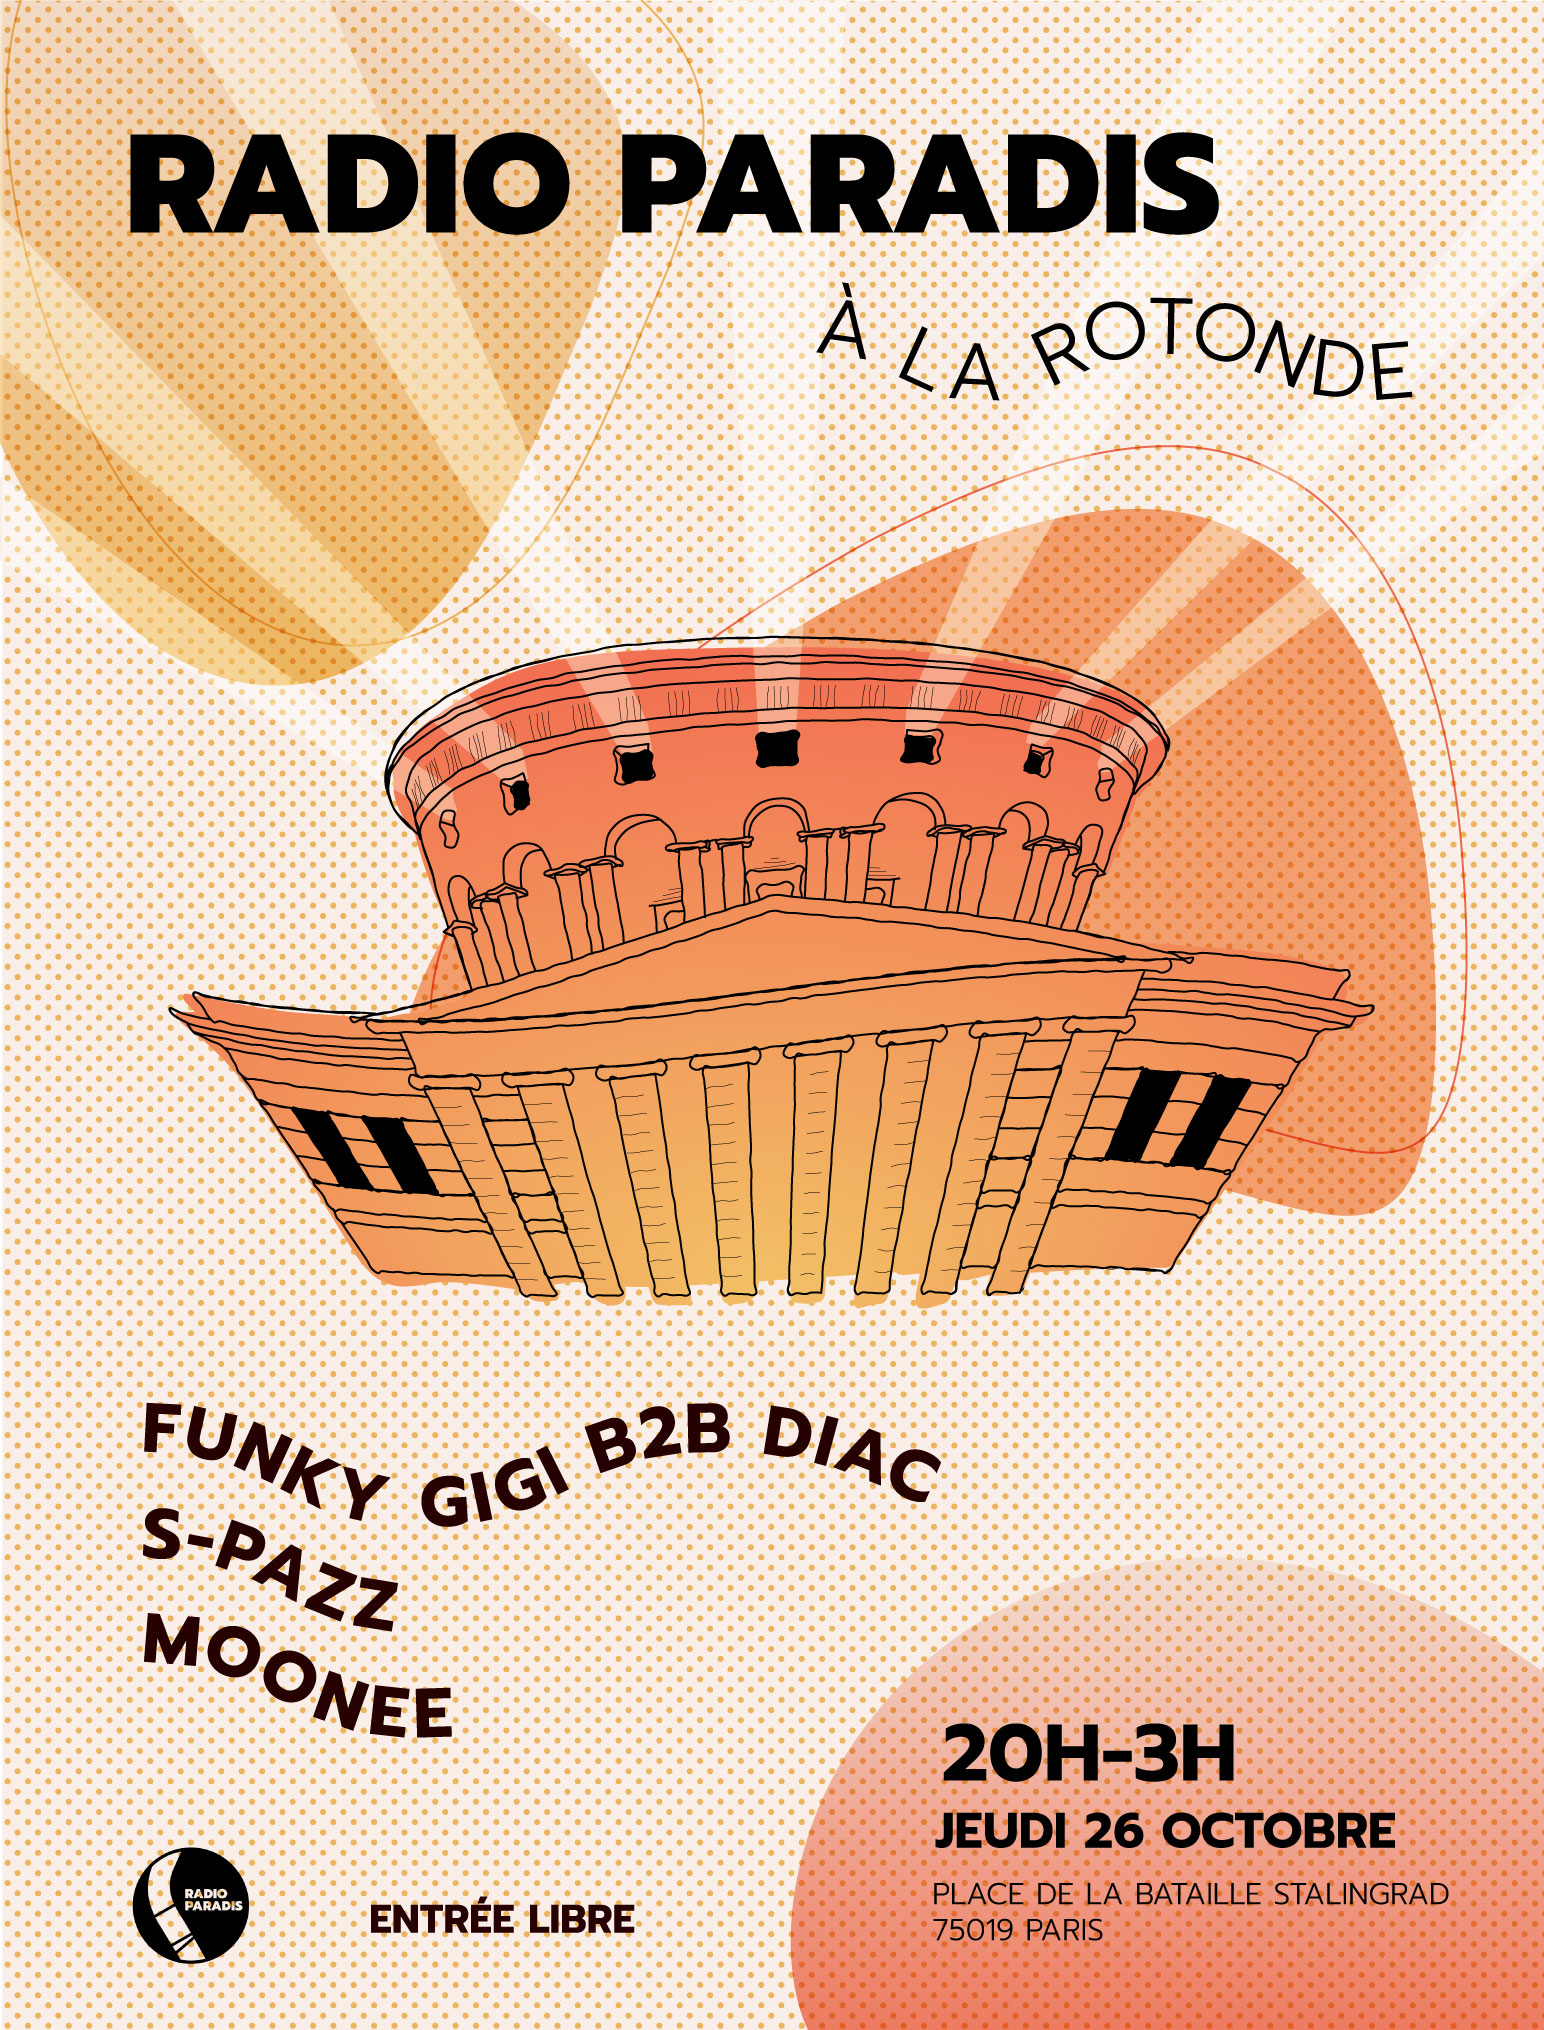 RADIO PARADIS
À LA ROTONDE
FUNKY GIGI B2B DIAC
S-PAZZ
MOONEE
20H-3H
JEUDI 26 OCTOBRE
PLACE DE LA BATAILLE STALINGRAD
75019 PARIS
RADIO
PARADIS
ENTRÉE LIBRE